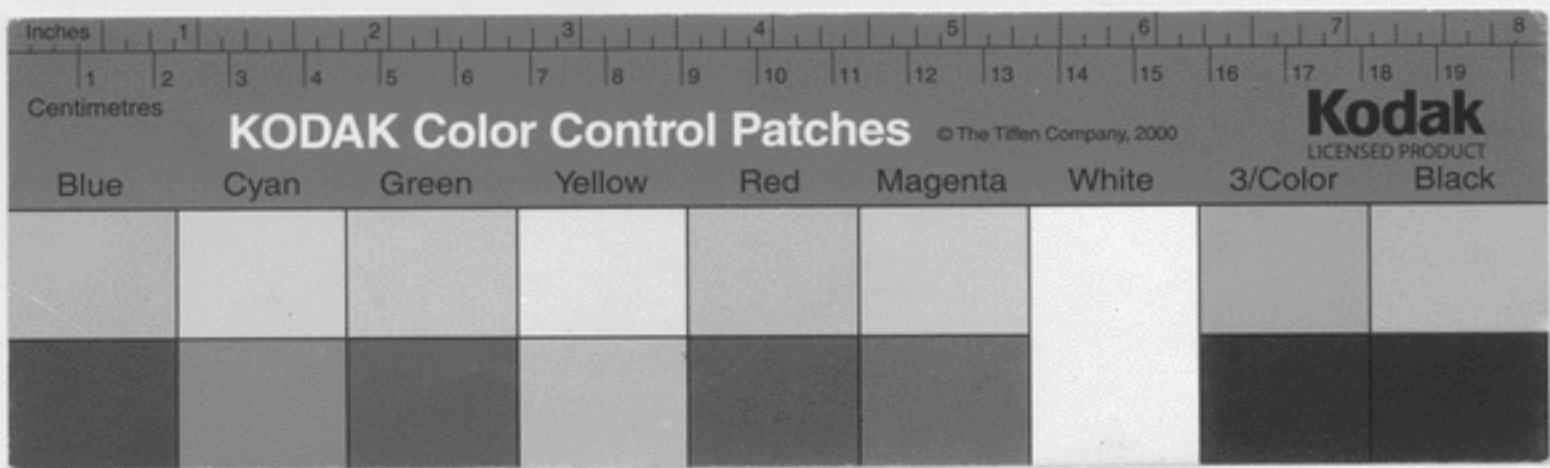 Inches 1 2 3 4 5 6 7 8
1 2 3 4 5 6 7 8 9 10 11 12 13 14 15 16 17 18 19
Centimetres
KODAK Color Control Patches © The Tiffen Company, 2000
Kodak
LICENSED PRODUCT
Blue Cyan Green Yellow Red Magenta White 3/Color Black